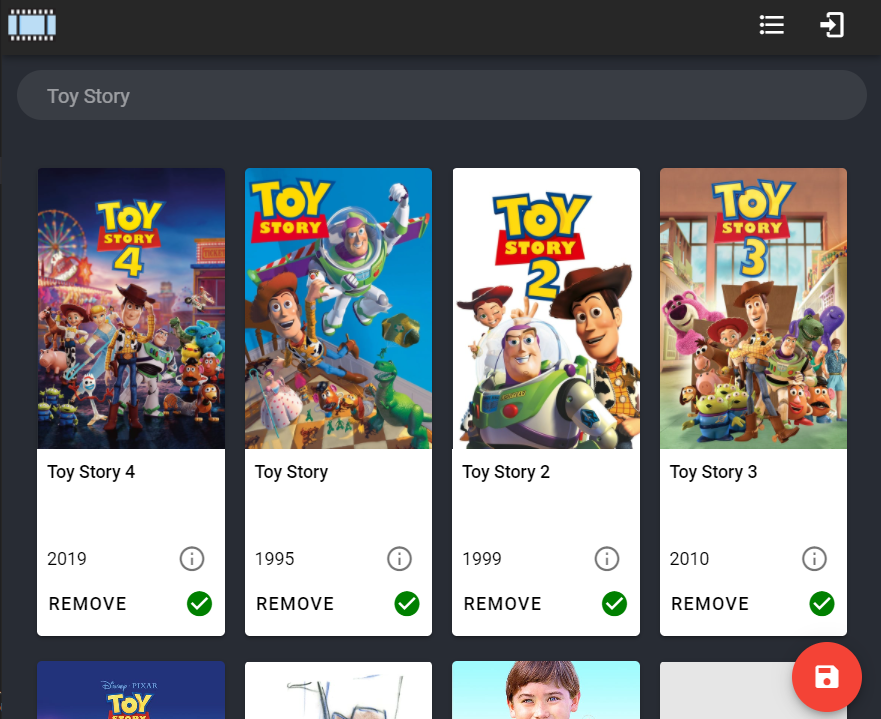 Toy Story
TOY
STORY
4
TOY
STORY
TOY
STORY
2
TOY
STORY
3
Toy Story 4
Toy Story
Toy Story 2
Toy Story 3
2019
1995
1999
2010
REMOVE
REMOVE
REMOVE
REMOVE
Disney · PIXAR
TOY
STORY